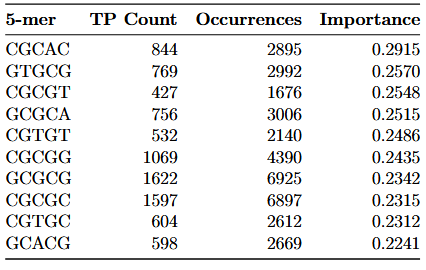 5-mer TP Count Occurrences Importance
CGCAC 844 2895 0.2915
GTGCG 769 2992 0.2570
CGCGT 427 1676 0.2548
GCGCA 756 3006 0.2515
CGTGT 532 2140 0.2486
CGCGG 1069 4390 0.2435
GCGCG 1622 6925 0.2342
CGCGC 1597 6897 0.2315
CGTGC 604 2612 0.2312
GCACG 598 2669 0.2241